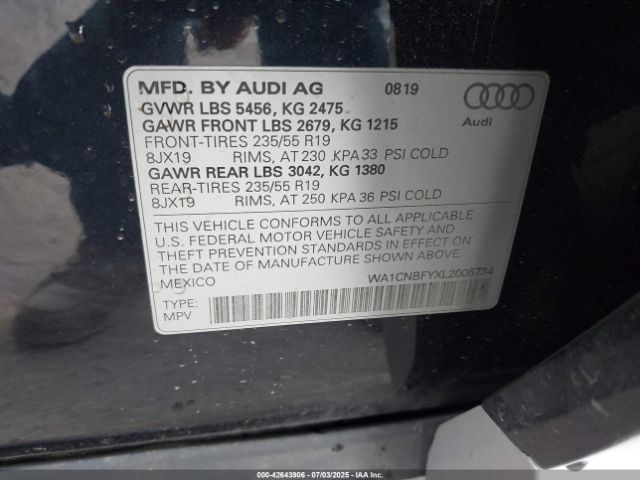 MFD. BY AUDI AG 0819
GVWR LBS 5456, KG 2475
GAWR FRONT LBS 2679, KG 1215
FRONT-TIRES 235/55 R19
8JX19 RIMS, AT 230 KPA 33 PSI COLD
GAWR REAR LBS 3042, KG 1380
REAR-TIRES 235/55 R19
8JX19 RIMS, AT 250 KPA 36 PSI COLD
Audi
THIS VEHICLE CONFORMS TO ALL APPLICABLE
U.S. FEDERAL MOTOR VEHICLE SAFETY AND
THEFT PREVENTION STANDARDS IN EFFECT ON
THE DATE OF MANUFACTURE SHOWN ABOVE.
MEXICO WA1CNBFYXL2005734
TYPE:
MPV
000-42643906 07/03/2025 IAAI.COM